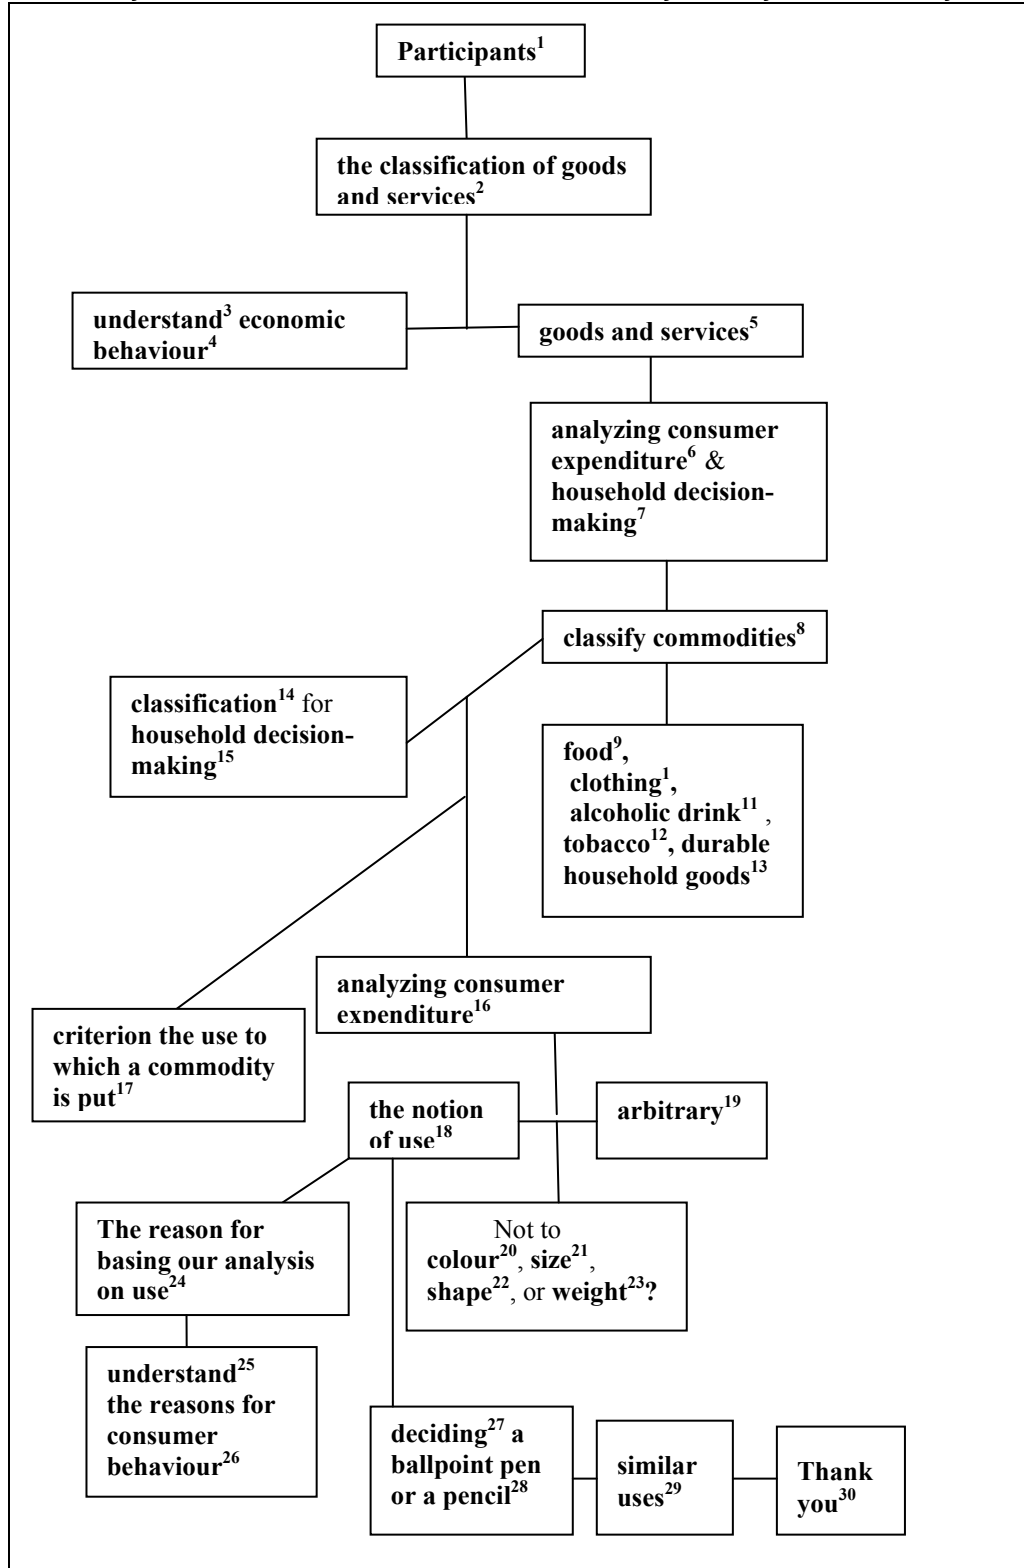 Participants¹
the classification of goods
and services²
understand³ economic
behaviour⁴
goods and services⁵
analyzing consumer
expenditure⁶ &
household decision-
making⁷
classify commodities⁸
classification¹⁴ for
household decision-
making¹⁵
food⁹,
clothing¹,
alcoholic drink¹¹ ,
tobacco¹², durable
household goods¹³
analyzing consumer
expenditure¹⁶
criterion the use to
which a commodity
is put¹⁷
the notion
of use¹⁸
arbitrary¹⁹
The reason for
basing our analysis
on use²⁴
Not to
colour²⁰, size²¹,
shape²², or weight²³?
understand²⁵
the reasons for
consumer
behaviour²⁶
deciding²⁷ a
ballpoint pen
or a pencil²⁸
similar
uses²⁹
Thank
you³⁰